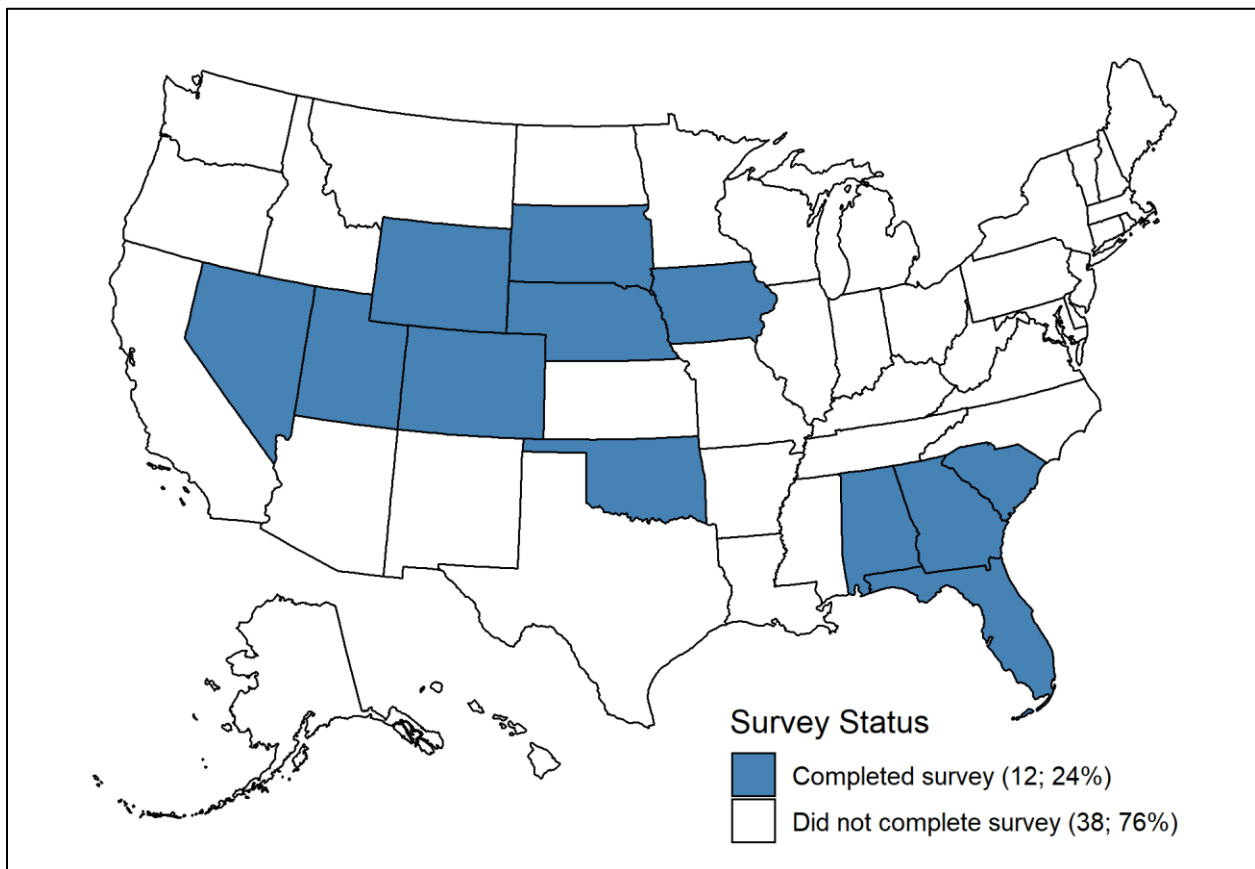 Survey Status
Completed survey (12; 24%)
Did not complete survey (38; 76%)